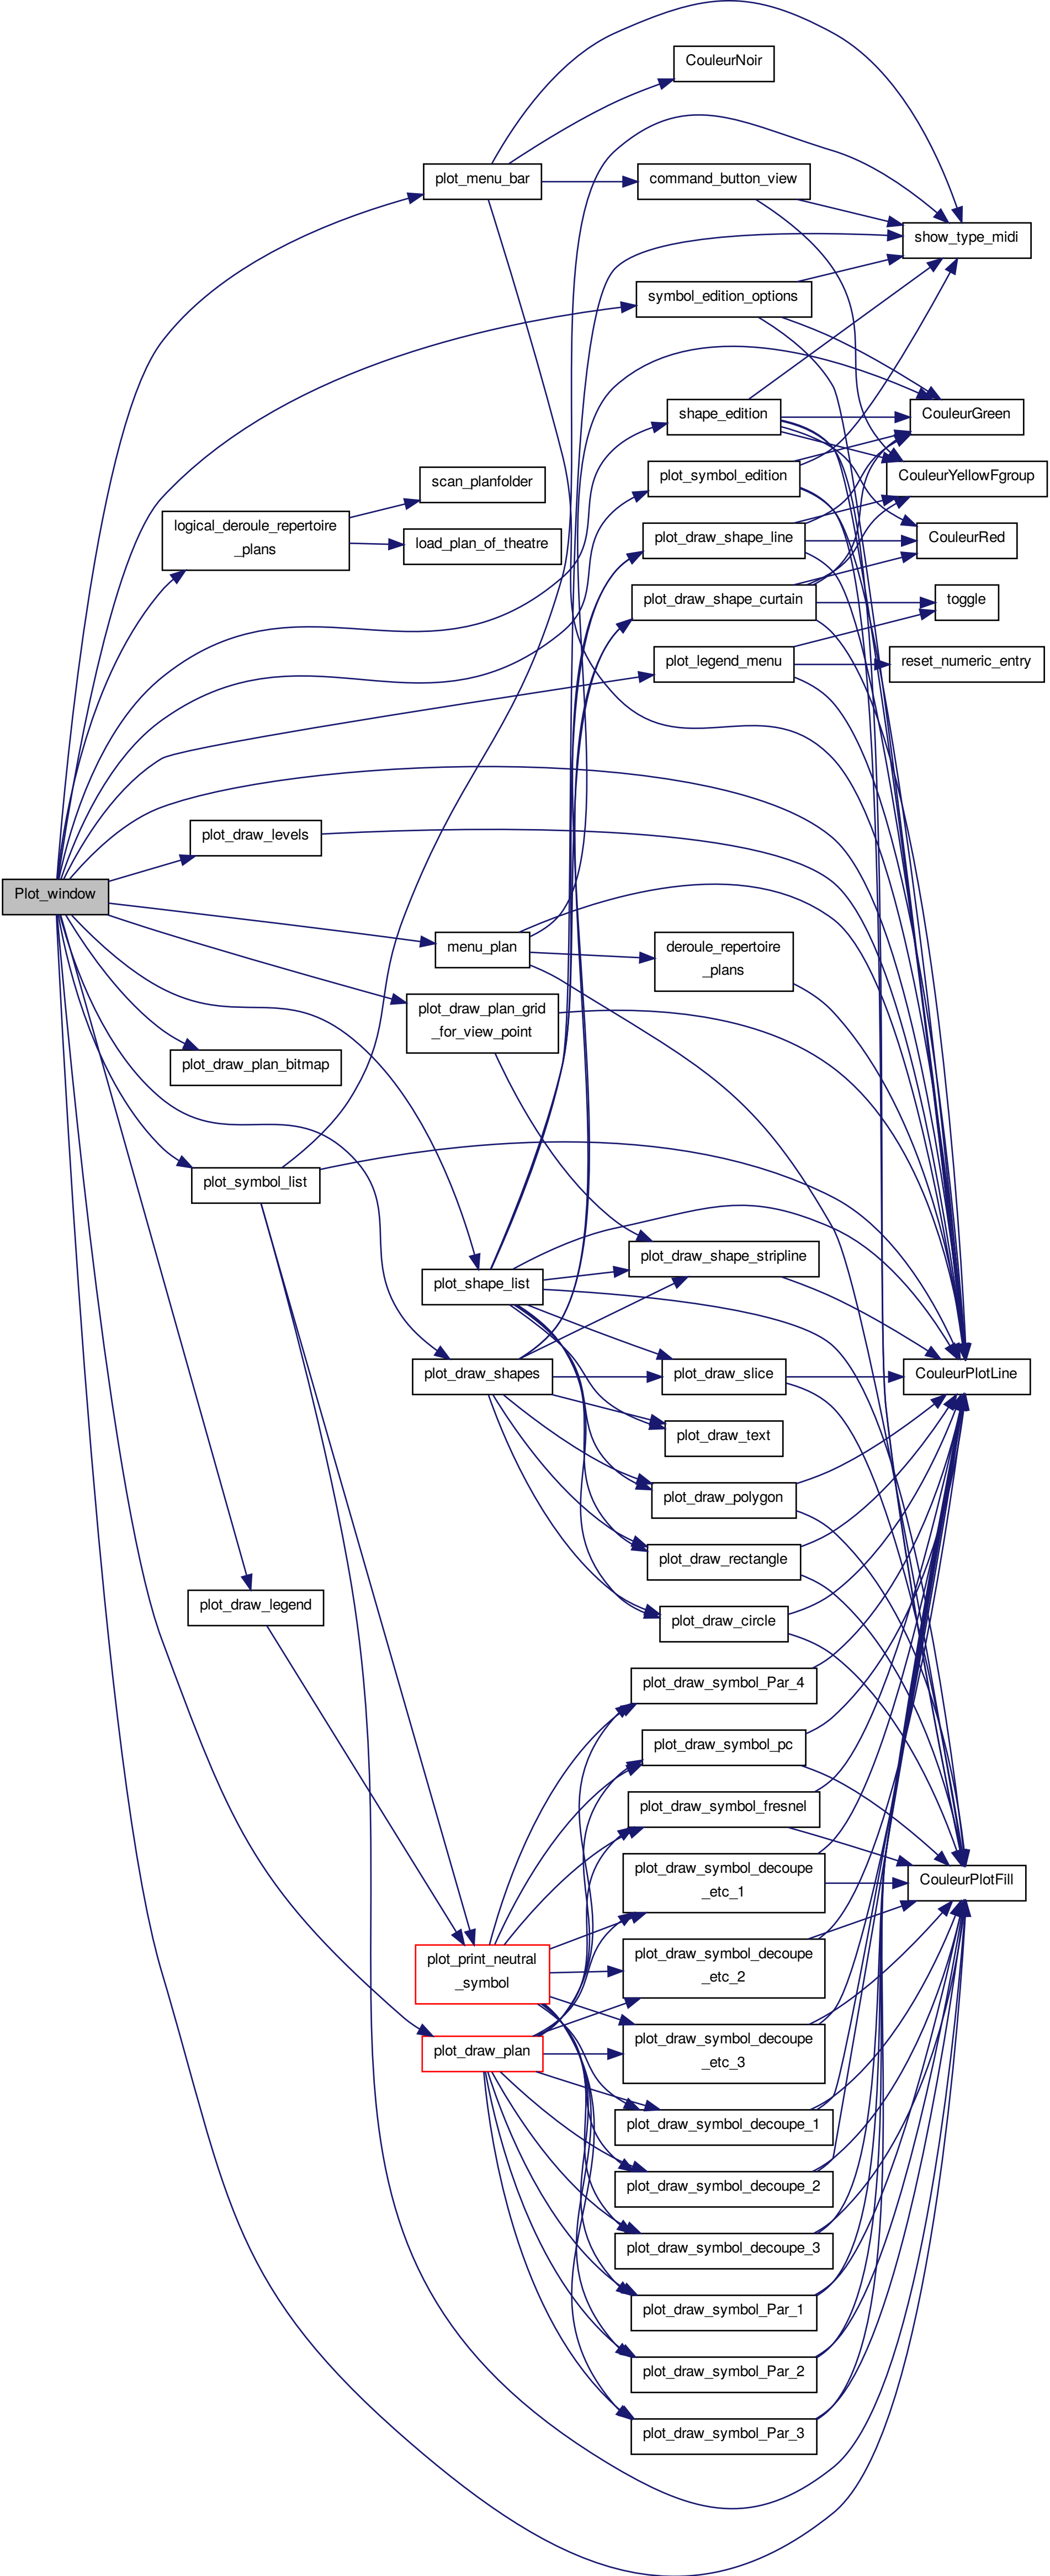 CouleurNoir
plot_menu_bar
command_button_view
show_type_midi
symbol_edition_options
shape_edition
CouleurGreen
scan_planfolder
plot_symbol_edition
CouleurYellowFgroup
logical_deroule_repertoire
_plans
load_plan_of_theatre
plot_draw_shape_line
CouleurRed
plot_draw_shape_curtain
toggle
plot_legend_menu
reset_numeric_entry
plot_draw_levels
Plot_window
menu_plan
deroule_repertoire
_plans
plot_draw_plan_grid
_for_view_point
plot_draw_plan_bitmap
plot_symbol_list
plot_draw_shape_stripline
plot_shape_list
plot_draw_shapes
plot_draw_slice
CouleurPlotLine
plot_draw_text
plot_draw_polygon
plot_draw_rectangle
plot_draw_legend
plot_draw_circle
plot_draw_symbol_Par_4
plot_draw_symbol_pc
plot_draw_symbol_fresnel
plot_draw_symbol_decoupe
_etc_1
CouleurPlotFill
plot_print_neutral
_symbol
plot_draw_symbol_decoupe
_etc_2
plot_draw_plan
plot_draw_symbol_decoupe
_etc_3
plot_draw_symbol_decoupe_1
plot_draw_symbol_decoupe_2
plot_draw_symbol_decoupe_3
plot_draw_symbol_Par_1
plot_draw_symbol_Par_2
plot_draw_symbol_Par_3